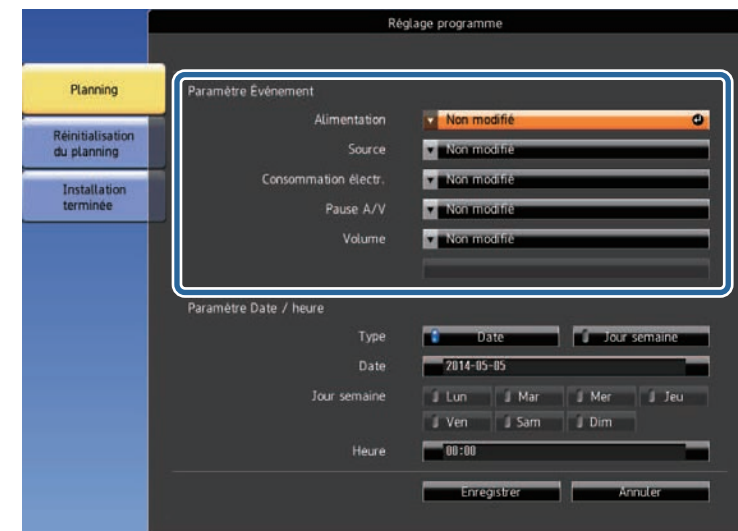 Réglage programme
Planning
Réinitialisation
du planning
Installation
terminée
Paramètre Événement
Alimentation Non modifié
Source Non modifié
Consommation électr. Non modifié
Pause A/V Non modifié
Volume Non modifié
Paramètre Date / heure
Type Date Jour semaine
Date 2014-05-05
Jour semaine Lun Mar Mer Jeu
Ven Sam Dim
Heure 00:00
Enregistrer Annuler